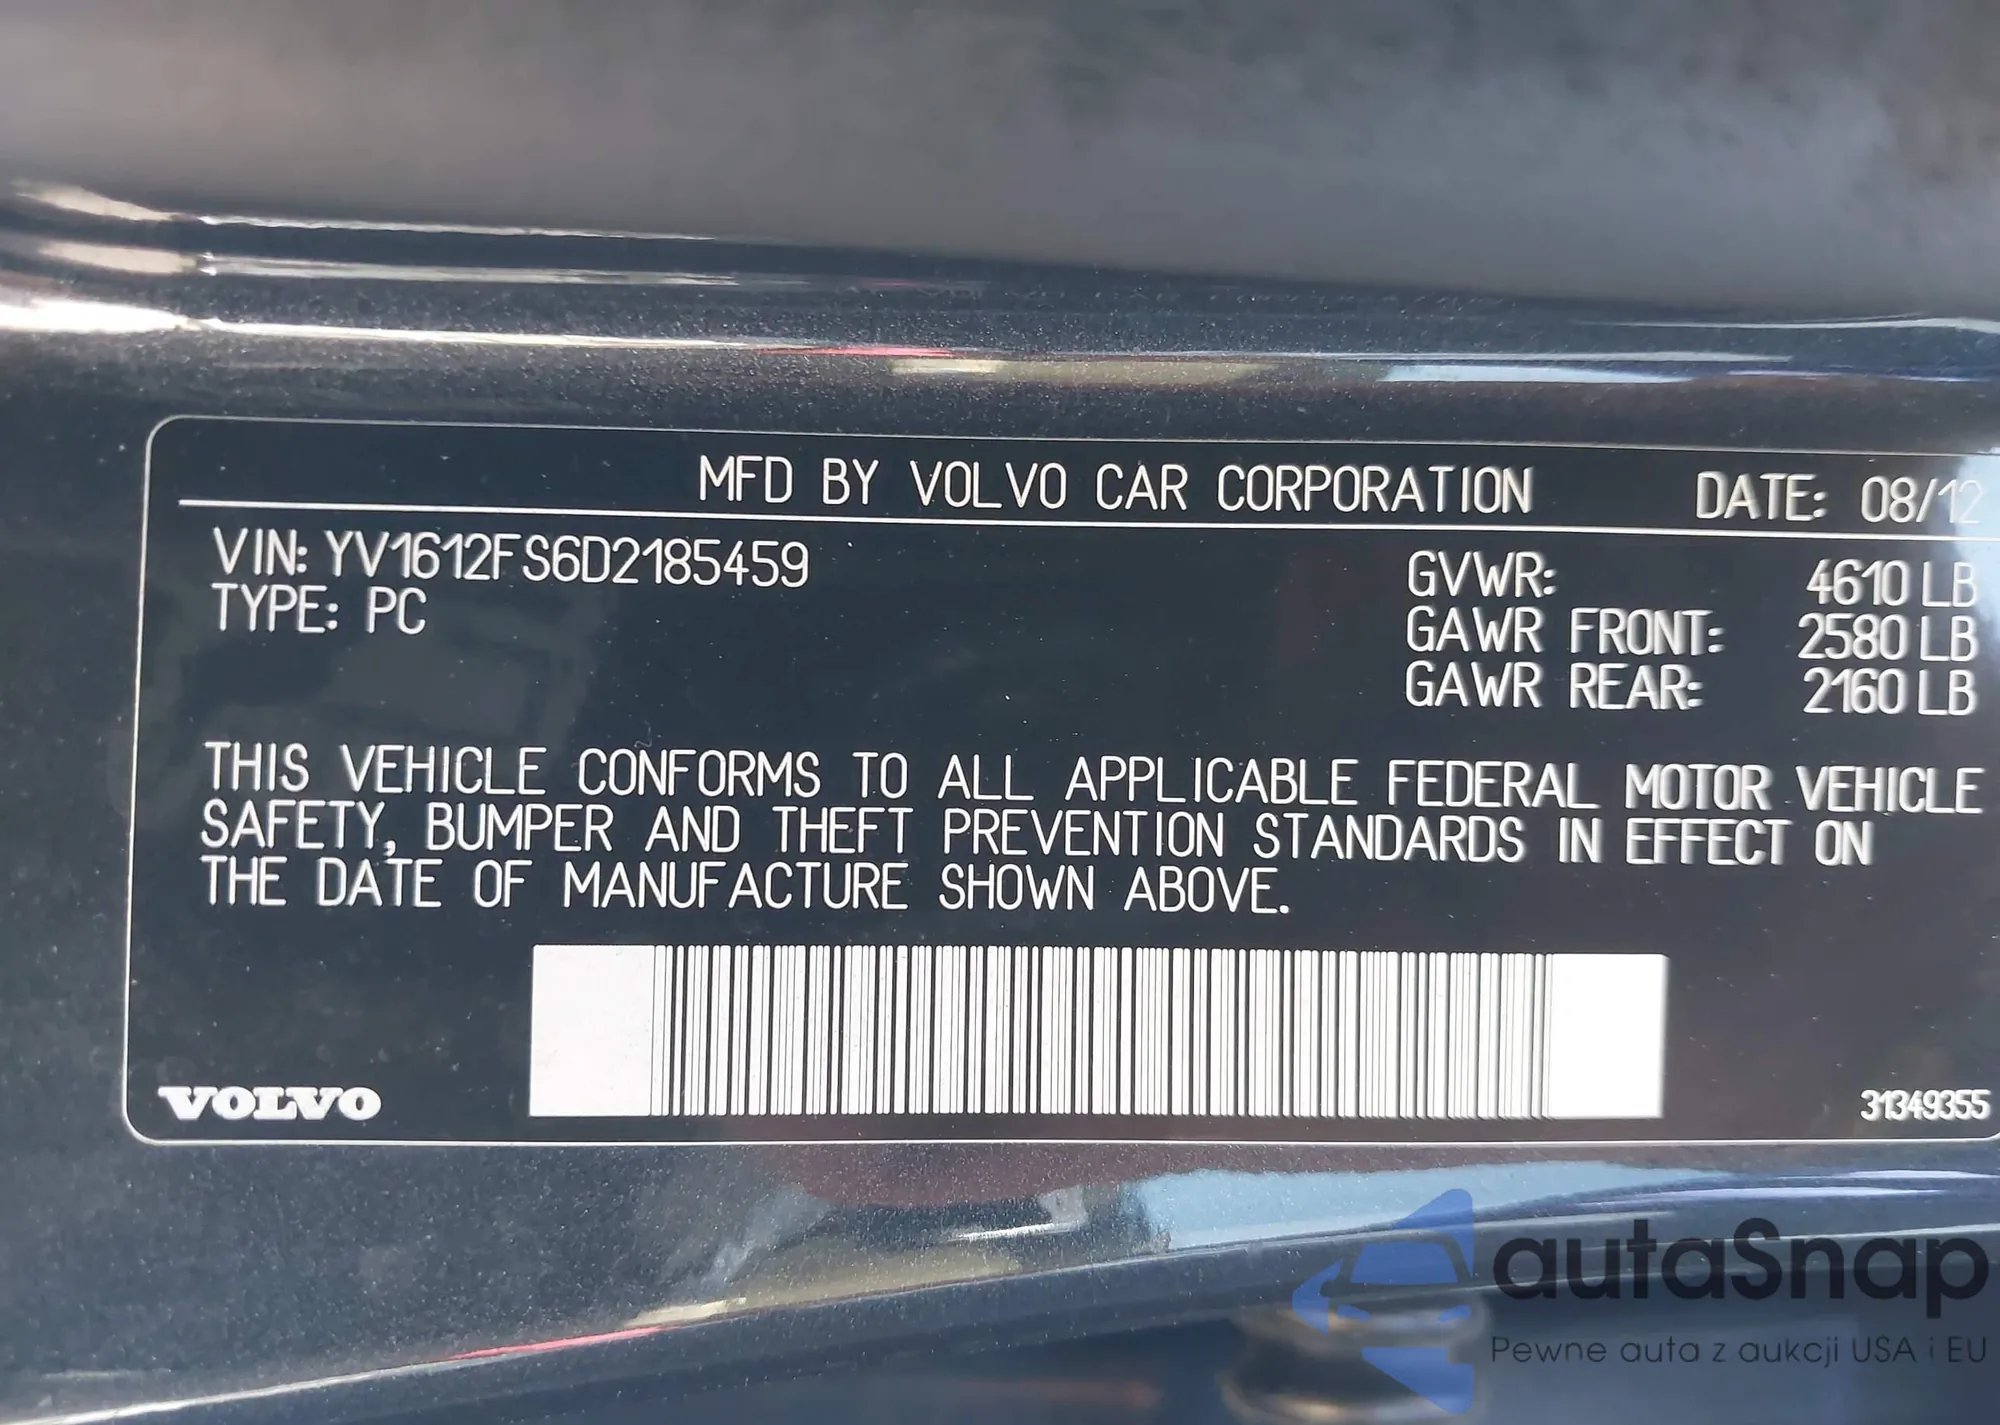 MFD BY VOLVO CAR CORPORATION DATE: 08/12
VIN: YV1612FS6D2185459
TYPE: PC
GVWR: 4610 LB
GAWR FRONT: 2580 LB
GAWR REAR: 2160 LB
THIS VEHICLE CONFORMS TO ALL APPLICABLE FEDERAL MOTOR VEHICLE
SAFETY, BUMPER AND THEFT PREVENTION STANDARDS IN EFFECT ON
THE DATE OF MANUFACTURE SHOWN ABOVE.
VOLVO
31349355
autaSnap
Pewne auta z aukcji USA i EU